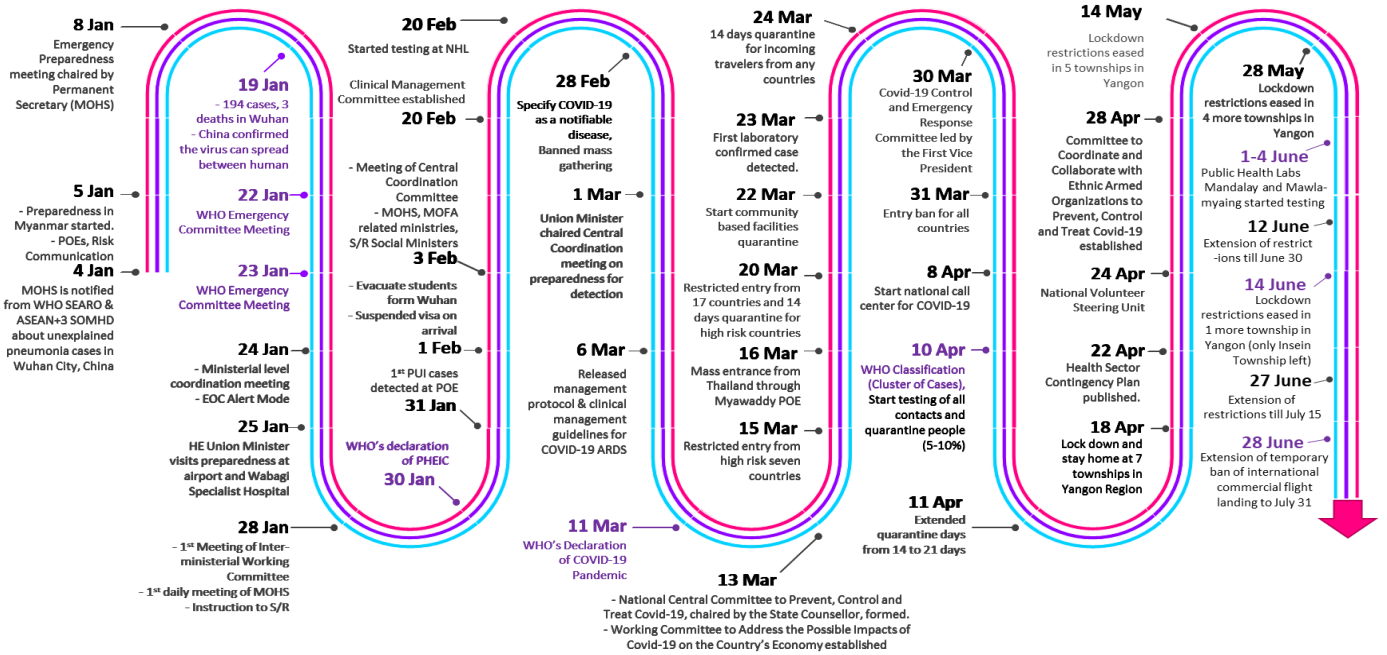 8 Jan
Emergency
Preparedness
meeting chaired by
Permanent
Secretary (MOHS)
5 Jan
- Preparedness in
Myanmar started.
- POEs, Risk
Communication
4 Jan
MOHS is notified
from WHO SEARO &
ASEAN+3 SOMHD
about unexplained
pneumonia cases in
Wuhan City, China
19 Jan
- 194 cases, 3
deaths in Wuhan
- China confirmed
the virus can spread
between human
22 Jan
WHO Emergency
Committee Meeting
23 Jan
WHO Emergency
Committee Meeting
24 Jan
- Ministerial level
coordination meeting
- EOC Alert Mode
25 Jan
HE Union Minister
visits preparedness at
airport and Wabagi
Specialist Hospital
28 Jan
- 1st Meeting of Inter-
ministerial Working
Committee
- 1st daily meeting of MOHS
- Instruction to S/R
20 Feb
Started testing at NHL
Clinical Management
Committee established
20 Feb
- Meeting of Central
Coordination
Committee
- MOHS, MOFA
related ministries,
S/R Social Ministers
3 Feb
- Evacuate students
form Wuhan
- Suspended visa on
arrival
1 Feb
1st PUI cases
detected at POE
31 Jan
WHO's declaration
of PHEIC
30 Jan
28 Feb
Specify COVID-19
as a notifiable
disease,
Banned mass
gathering
1 Mar
Union Minister
chaired Central
Coordination
meeting on
preparedness for
detection
6 Mar
Released
management
protocol & clinical
management
guidelines for
COVID-19 ARDS
11 Mar
WHO's Declaration
of COVID-19
Pandemic
13 Mar
- National Central Committee to Prevent, Control and
Treat Covid-19, chaired by the State Counsellor, formed.
- Working Committee to Address the Possible Impacts of
Covid-19 on the Country's Economy established
24 Mar
14 days quarantine
for incoming
travelers from any
countries
23 Mar
First laboratory
confirmed case
detected.
22 Mar
Start community
based facilities
quarantine
20 Mar
Restricted entry from
17 countries and 14
days quarantine for
high risk countries
16 Mar
Mass entrance from
Thailand through
Myawaddy POE
15 Mar
Restricted entry from
high risk seven
countries
30 Mar
Covid-19 Control
and Emergency
Response
Committee led by
the First Vice
President
31 Mar
Entry ban for all
countries
8 Apr
Start national call
center for COVID-19
10 Apr
WHO Classification
(Cluster of Cases),
Start testing of all
contacts and
quarantine people
(5-10%)
11 Apr
Extended
quarantine days
from 14 to 21 days
14 May
Lockdown
restrictions eased
in 5 townships in
Yangon
28 Apr
Committee to
Coordinate and
Collaborate with
Ethnic Armed
Organizations to
Prevent, Control
and Treat Covid-19
established
24 Apr
National Volunteer
Steering Unit
22 Apr
Health Sector
Contingency Plan
published.
18 Apr
Lock down and
stay home at 7
townships in
Yangon Region
28 May
Lockdown
restrictions eased in
4 more townships in
Yangon
1-4 June
Public Health Labs
Mandalay and Mawla-
myaing started testing
12 June
Extension of restrict
-ions till June 30
14 June
Lockdown
restrictions eased in
1 more township in
Yangon (only Insein
Township left)
27 June
Extension of
restrictions till July 15
28 June
Extension of temporary
ban of international
commercial flight
landing to July 31